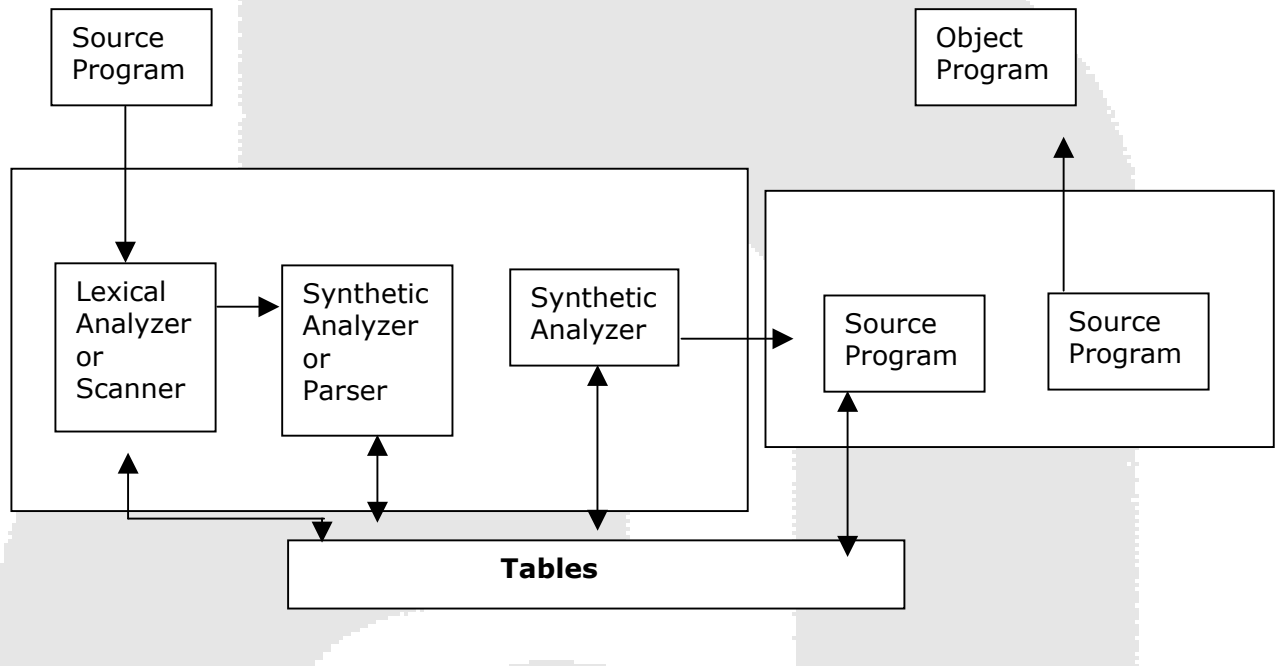 Source
Program
Object
Program
Lexical
Analyzer
or
Scanner
Synthetic
Analyzer
or
Parser
Synthetic
Analyzer
Source
Program
Source
Program
Tables